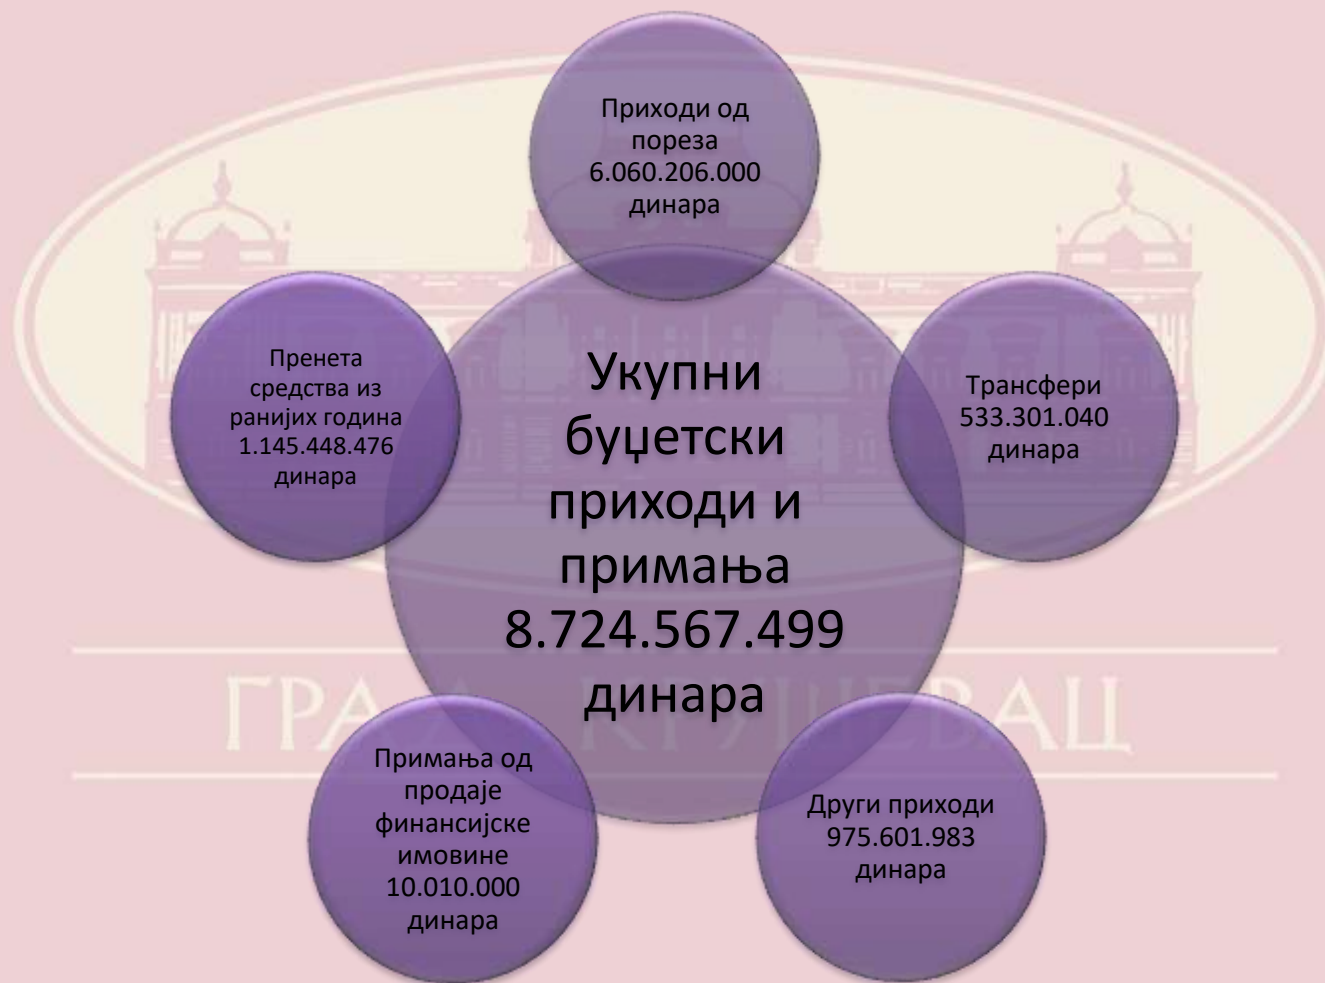 Приходи од
пореза
6.060.206.000
динара
Пренета
средства из
ранијих година
1.145.448.476
динара
Укупни
буџетски
приходи и
примања
8.724.567.499
динара
Трансфери
533.301.040
динара
Примања од
продаје
финансијске
имовине
10.010.000
динара
Други приходи
975.601.983
динара
ГРАД КРУШЕВАЦ